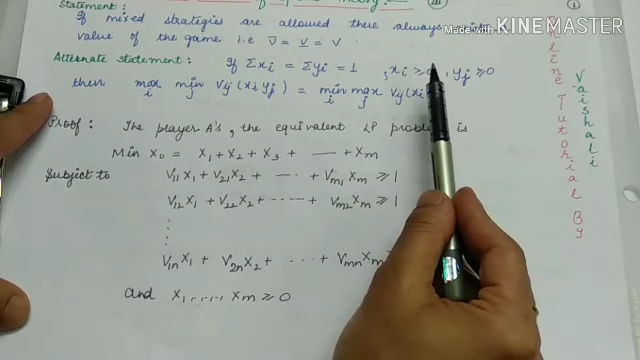 Statement:
If mixed strategies are allowed there always
value of the game i.e V̄ = V̲ = V
Alternate statement: If Σxi = Σyi = 1 , xi ≥ 0 , yj ≥ 0
then max i min j Vij (xi yj) = min i max j Vij (xi
Proof: The player A's, the equivalent LP problem is
Min X0 = X1 + X2 + X3 + —— + Xm
Subject to V11 X1 + V21 X2 + --- + Vm1 Xm ≥ 1
V12 X1 + V22 X2 + ----- + Vm2 Xm ≥ 1
V1n X1 + V2n X2 + ---- + Vmn Xm
and X1, ..... Xm ≥ 0
Made with KINEMASTER
Online Tutorial By
Vaishali